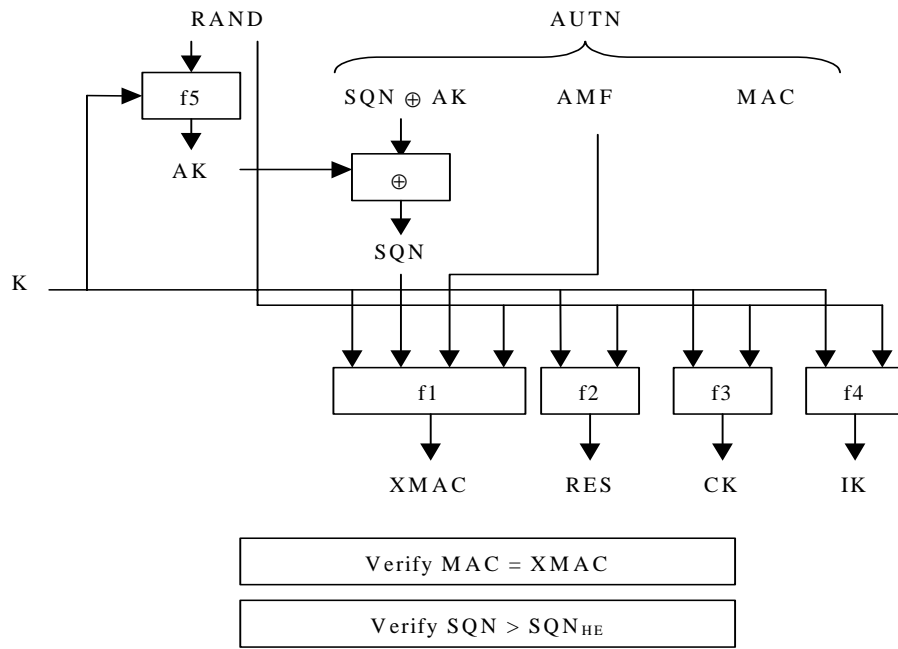 RAND AUTN
f5 SQN ⊕ AK AMF MAC
AK ⊕
SQN
K
f1 f2 f3 f4
XMAC RES CK IK
Verify MAC = XMAC
Verify SQN > SQN_HE